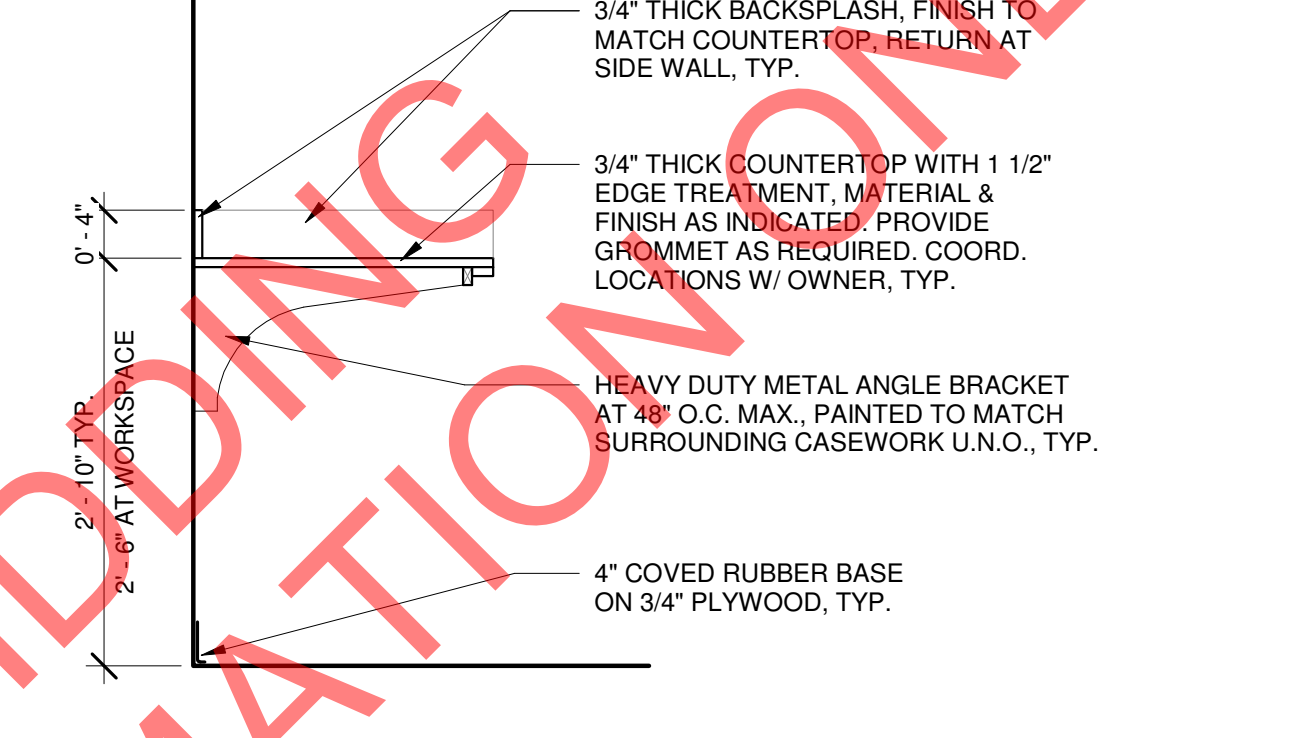 3/4" THICK BACKSPLASH, FINISH TO
MATCH COUNTERTOP, RETURN AT
SIDE WALL, TYP.
3/4" THICK COUNTERTOP WITH 1 1/2"
EDGE TREATMENT, MATERIAL &
FINISH AS INDICATED. PROVIDE
GROMMET AS REQUIRED. COORD.
LOCATIONS W/ OWNER, TYP.
HEAVY DUTY METAL ANGLE BRACKET
AT 48" O.C. MAX., PAINTED TO MATCH
SURROUNDING CASEWORK U.N.O., TYP.
4" COVED RUBBER BASE
ON 3/4" PLYWOOD, TYP.
0' - 4"
2' - 10" TYP.
2' - 6" AT WORKSPACE
IDDING
MATION ON